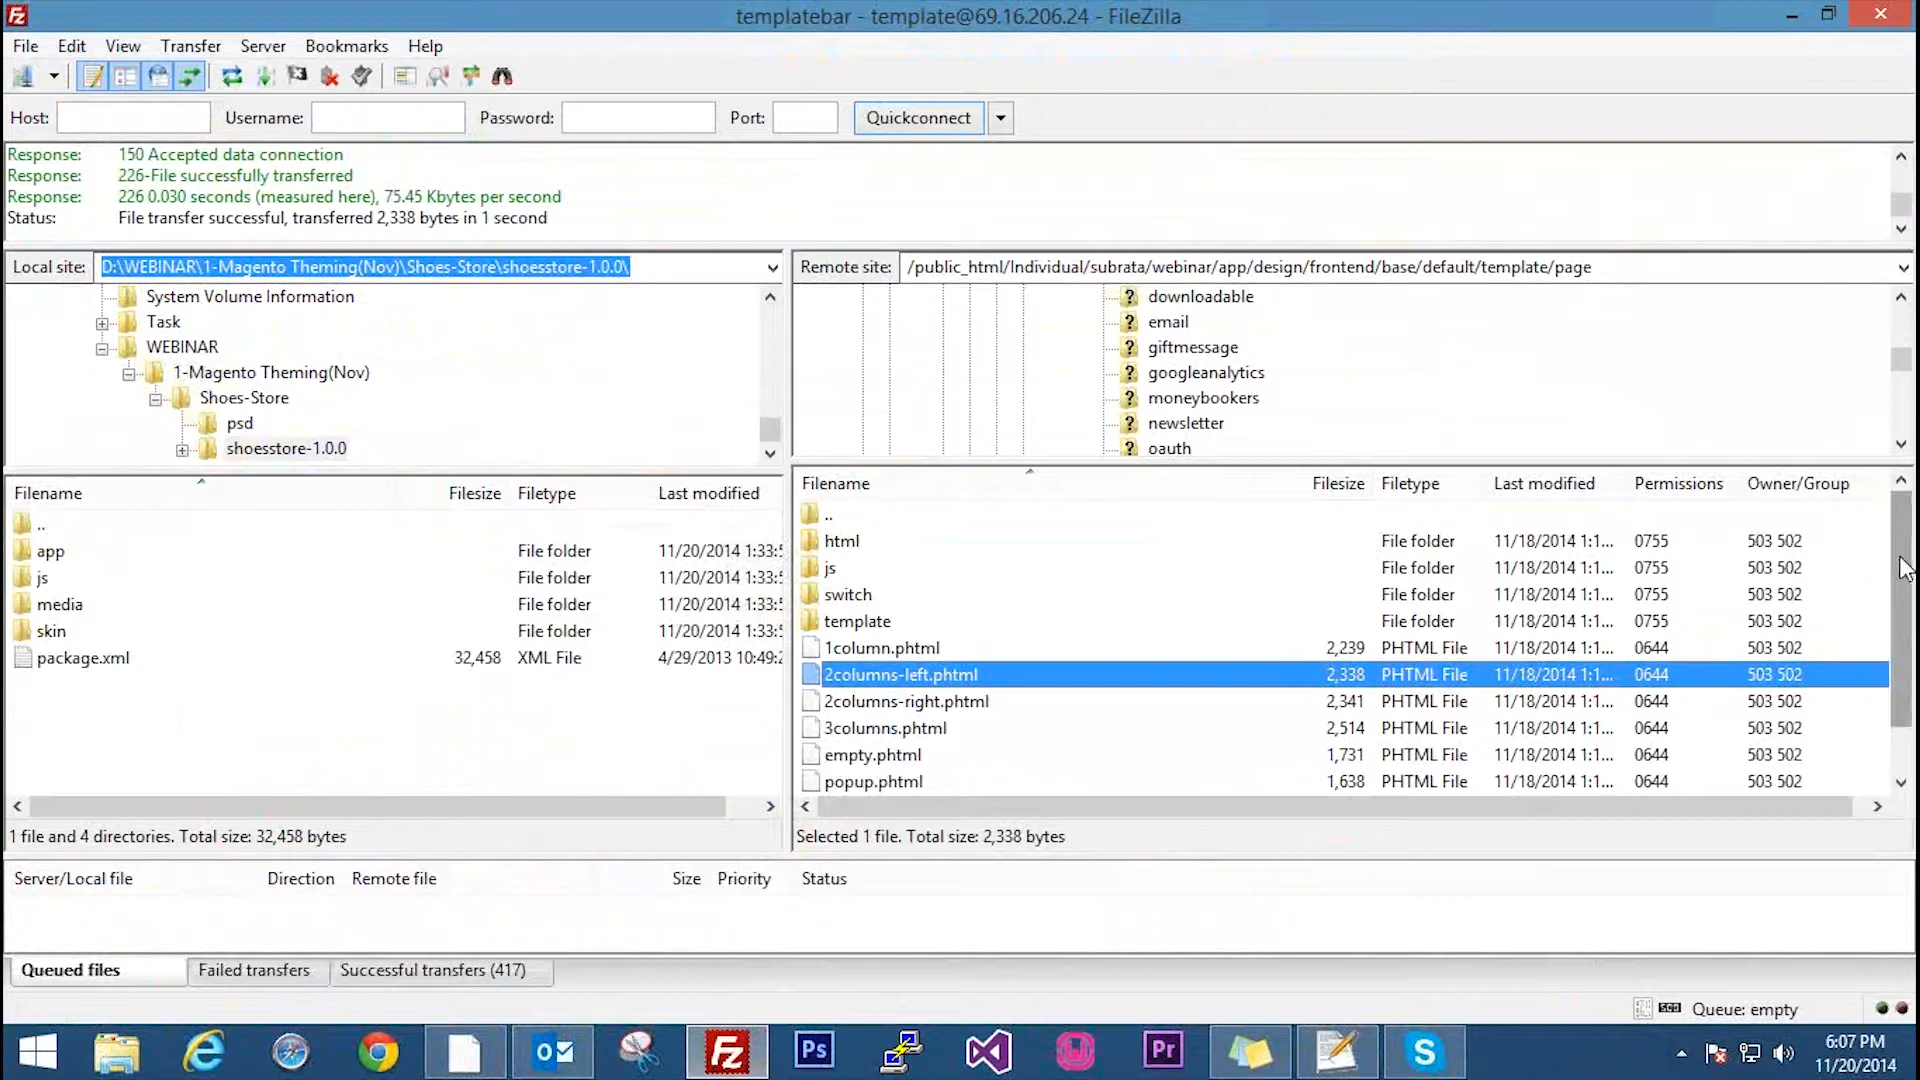 templatebar - template@69.16.206.24 - FileZilla
File Edit View Transfer Server Bookmarks Help
Host: Username: Password: Port: Quickconnect
Response: 150 Accepted data connection
Response: 226-File successfully transferred
Response: 226 0.030 seconds (measured here), 75.45 Kbytes per second
Status: File transfer successful, transferred 2,338 bytes in 1 second
Local site: D:\WEBINAR\1-Magento Theming(Nov)\Shoes-Store\shoesstore-1.0.0\
System Volume Information
Task
WEBINAR
1-Magento Theming(Nov)
Shoes-Store
psd
shoesstore-1.0.0
Remote site: /public_html/Individual/subrata/webinar/app/design/frontend/base/default/template/page
downloadable
email
giftmessage
googleanalytics
moneybookers
newsletter
oauth
Filename Filesize Filetype Last modified
..
app File folder 11/20/2014 1:33:5
js File folder 11/20/2014 1:33:5
media File folder 11/20/2014 1:33:5
skin File folder 11/20/2014 1:33:5
package.xml 32,458 XML File 4/29/2013 10:49:2
1 file and 4 directories. Total size: 32,458 bytes
Filename Filesize Filetype Last modified Permissions Owner/Group
..
html File folder 11/18/2014 1:1... 0755 503 502
js File folder 11/18/2014 1:1... 0755 503 502
switch File folder 11/18/2014 1:1... 0755 503 502
template File folder 11/18/2014 1:1... 0755 503 502
1column.phtml 2,239 PHTML File 11/18/2014 1:1... 0644 503 502
2columns-left.phtml 2,338 PHTML File 11/18/2014 1:1... 0644 503 502
2columns-right.phtml 2,341 PHTML File 11/18/2014 1:1... 0644 503 502
3columns.phtml 2,514 PHTML File 11/18/2014 1:1... 0644 503 502
empty.phtml 1,731 PHTML File 11/18/2014 1:1... 0644 503 502
popup.phtml 1,638 PHTML File 11/18/2014 1:1... 0644 503 502
Selected 1 file. Total size: 2,338 bytes
Server/Local file Direction Remote file Size Priority Status
Queued files Failed transfers Successful transfers (417)
Queue: empty
Fz Ps Pr S
6:07 PM
11/20/2014